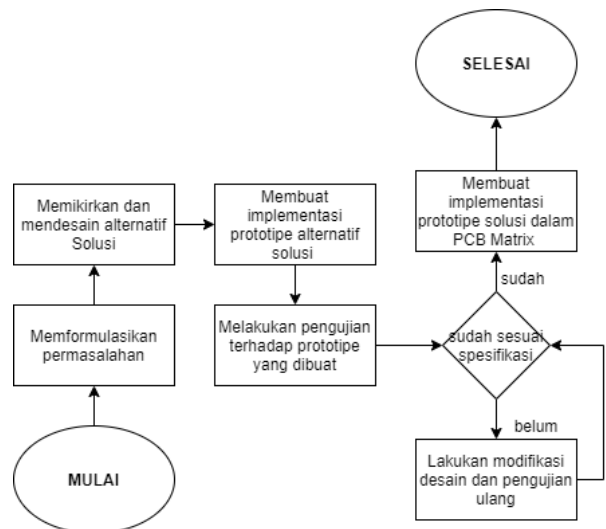 MULAI
Memformulasikan
permasalahan
Memikirkan dan
mendesain alternatif
Solusi
Membuat
implementasi
prototipe alternatif
solusi
Melakukan pengujian
terhadap prototipe
yang dibuat
sudah sesuai
spesifikasi
belum
Lakukan modifikasi
desain dan pengujian
ulang
sudah
Membuat
implementasi
prototipe solusi dalam
PCB Matrix
SELESAI